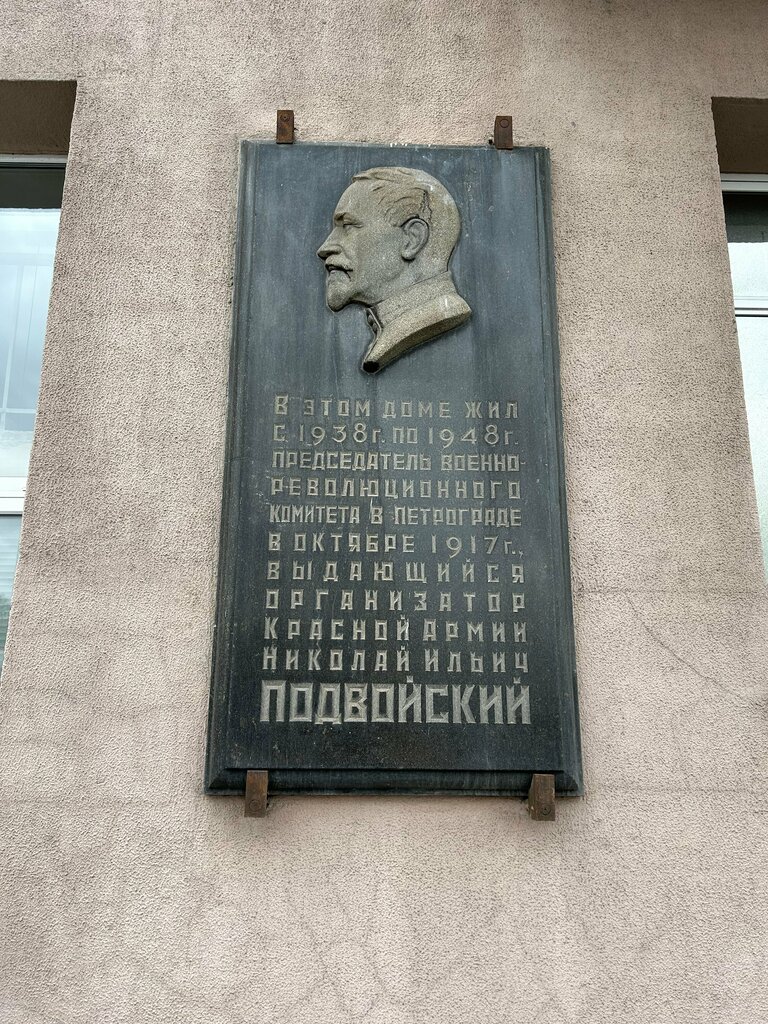 В ЭТОМ ДОМЕ ЖИЛ
С 1938г. ПО 1948г.
ПРЕДСЕДАТЕЛЬ ВОЕННО-
РЕВОЛЮЦИОННОГО
КОМИТЕТА В ПЕТРОГРАДЕ
В ОКТЯБРЕ 1917г.,
ВЫДАЮЩИЙСЯ
ОРГАНИЗАТОР
КРАСНОЙ АРМИИ
НИКОЛАЙ ИЛЬИЧ
ПОДВОЙСКИЙ